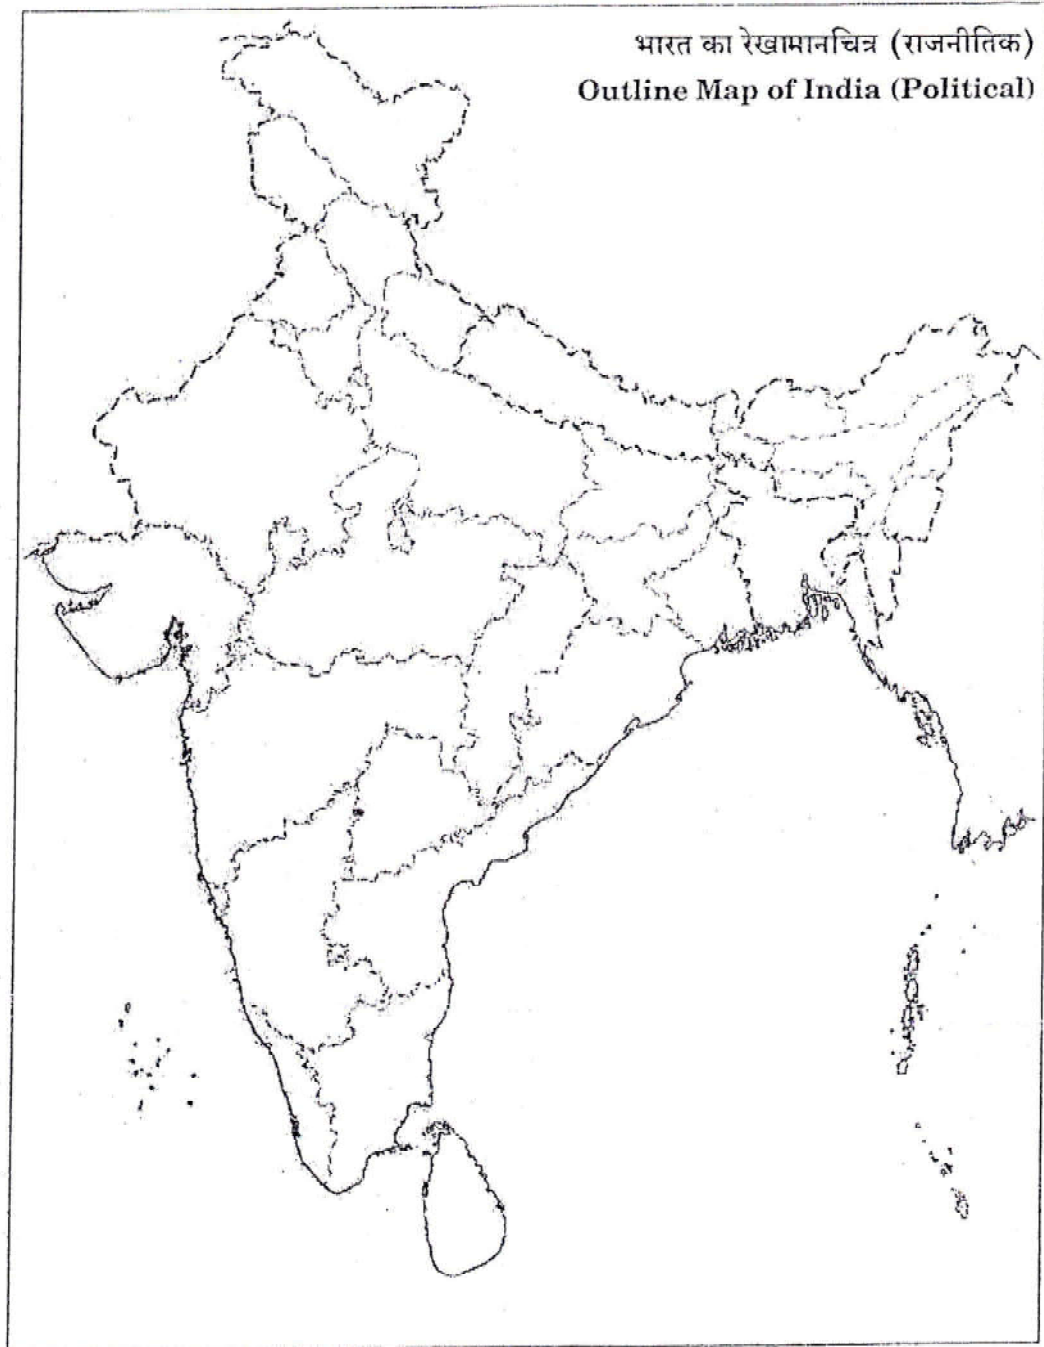 भारत का रेखामानचित्र (राजनीतिक)
Outline Map of India (Political)